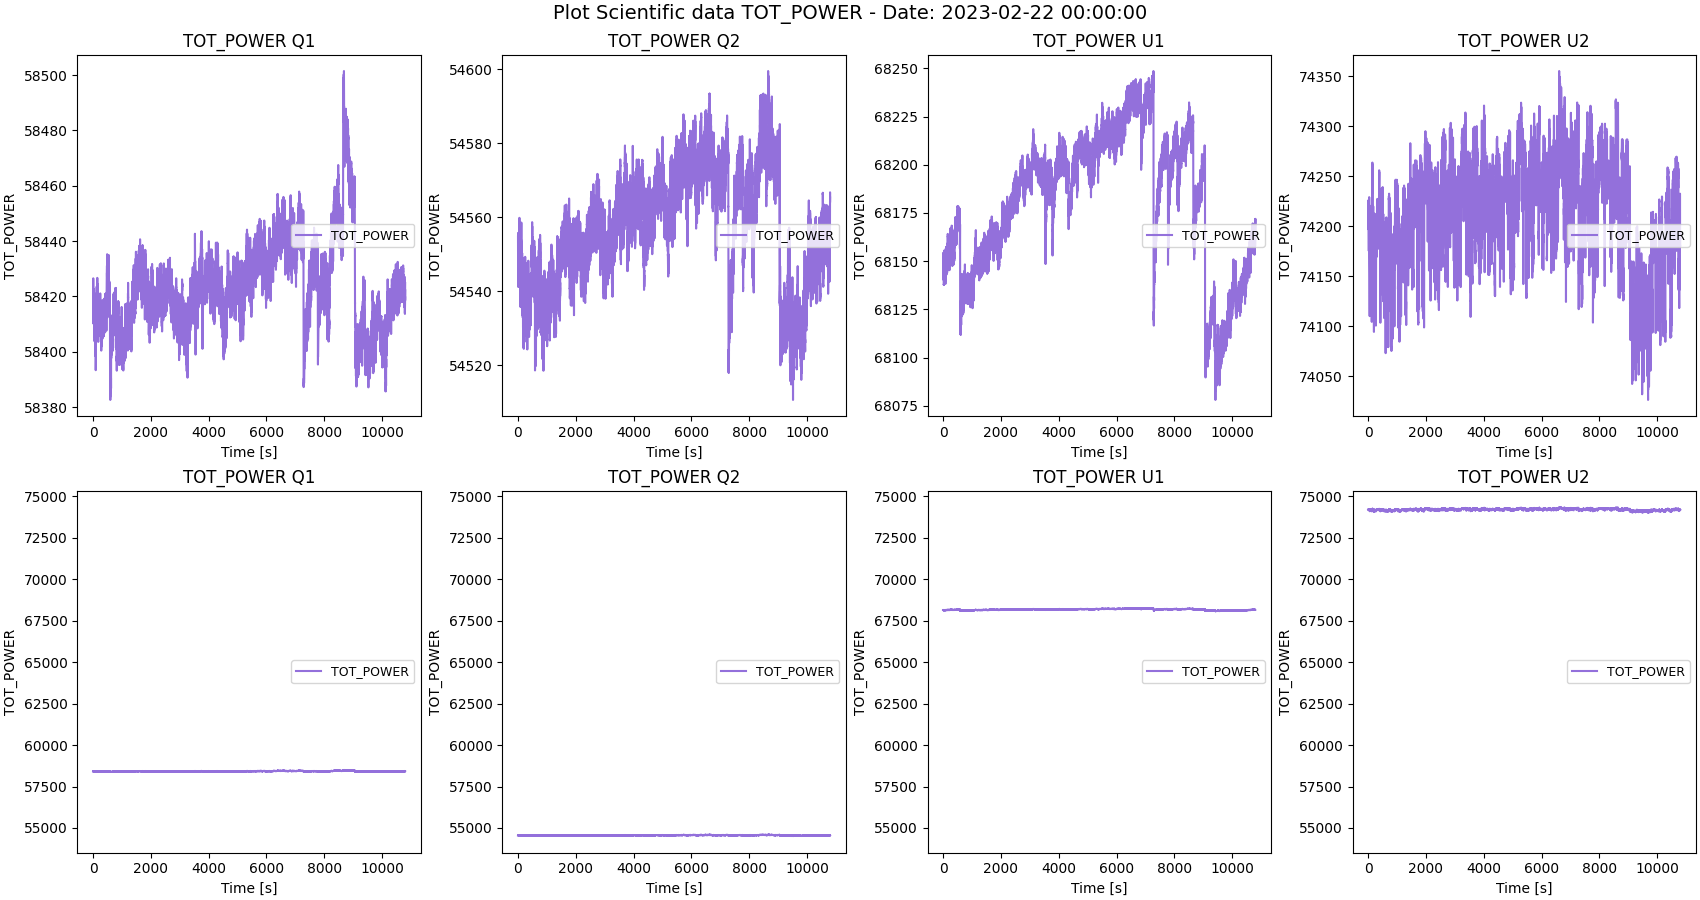 Plot Scientific data TOT_POWER - Date: 2023-02-22 00:00:00
TOT_POWER Q1
58500
58480
58460
58440
58420
58400
58380
TOT_POWER
TOT_POWER
0 2000 4000 6000 8000 10000
Time [s]
TOT_POWER Q2
54600
54580
54560
54540
54520
TOT_POWER
TOT_POWER
0 2000 4000 6000 8000 10000
Time [s]
TOT_POWER U1
68250
68225
68200
68175
68150
68125
68100
68075
TOT_POWER
TOT_POWER
0 2000 4000 6000 8000 10000
Time [s]
TOT_POWER U2
74350
74300
74250
74200
74150
74100
74050
TOT_POWER
TOT_POWER
0 2000 4000 6000 8000 10000
Time [s]
TOT_POWER Q1
75000
72500
70000
67500
65000
62500
60000
57500
55000
TOT_POWER
TOT_POWER
0 2000 4000 6000 8000 10000
Time [s]
TOT_POWER Q2
75000
72500
70000
67500
65000
62500
60000
57500
55000
TOT_POWER
TOT_POWER
0 2000 4000 6000 8000 10000
Time [s]
TOT_POWER U1
75000
72500
70000
67500
65000
62500
60000
57500
55000
TOT_POWER
TOT_POWER
0 2000 4000 6000 8000 10000
Time [s]
TOT_POWER U2
75000
72500
70000
67500
65000
62500
60000
57500
55000
TOT_POWER
TOT_POWER
0 2000 4000 6000 8000 10000
Time [s]